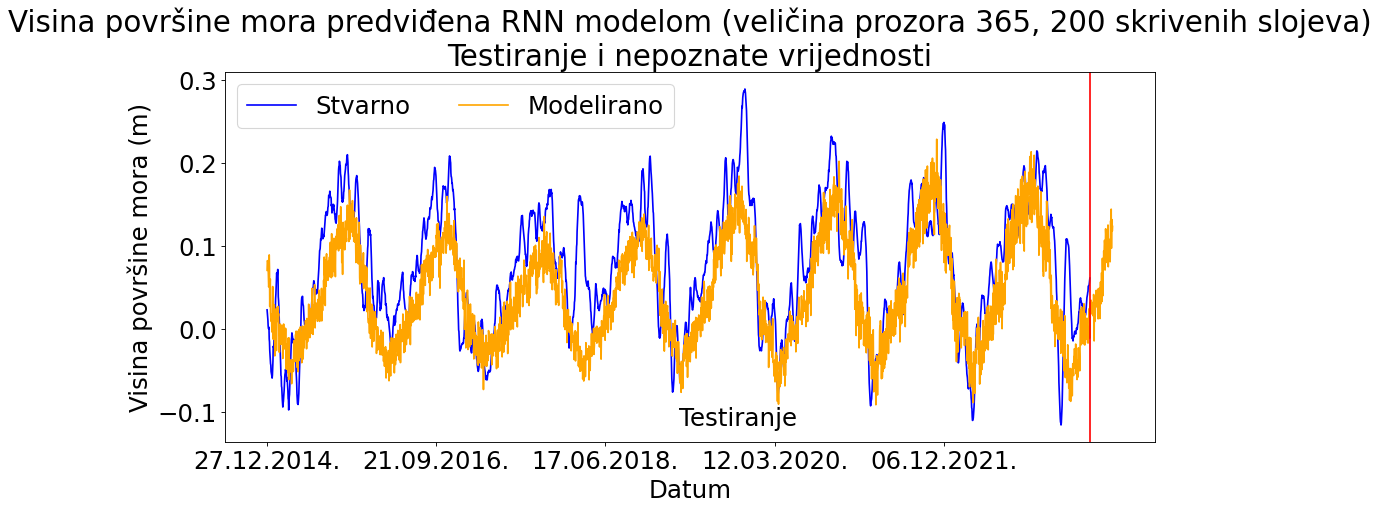 Visina površine mora predviđena RNN modelom (veličina prozora 365, 200 skrivenih slojeva)
Testiranje i nepoznate vrijednosti
Stvarno Modelirano
Visina površine mora (m)
0.3
0.2
0.1
0.0
−0.1
Testiranje
27.12.2014. 21.09.2016. 17.06.2018. 12.03.2020. 06.12.2021.
Datum